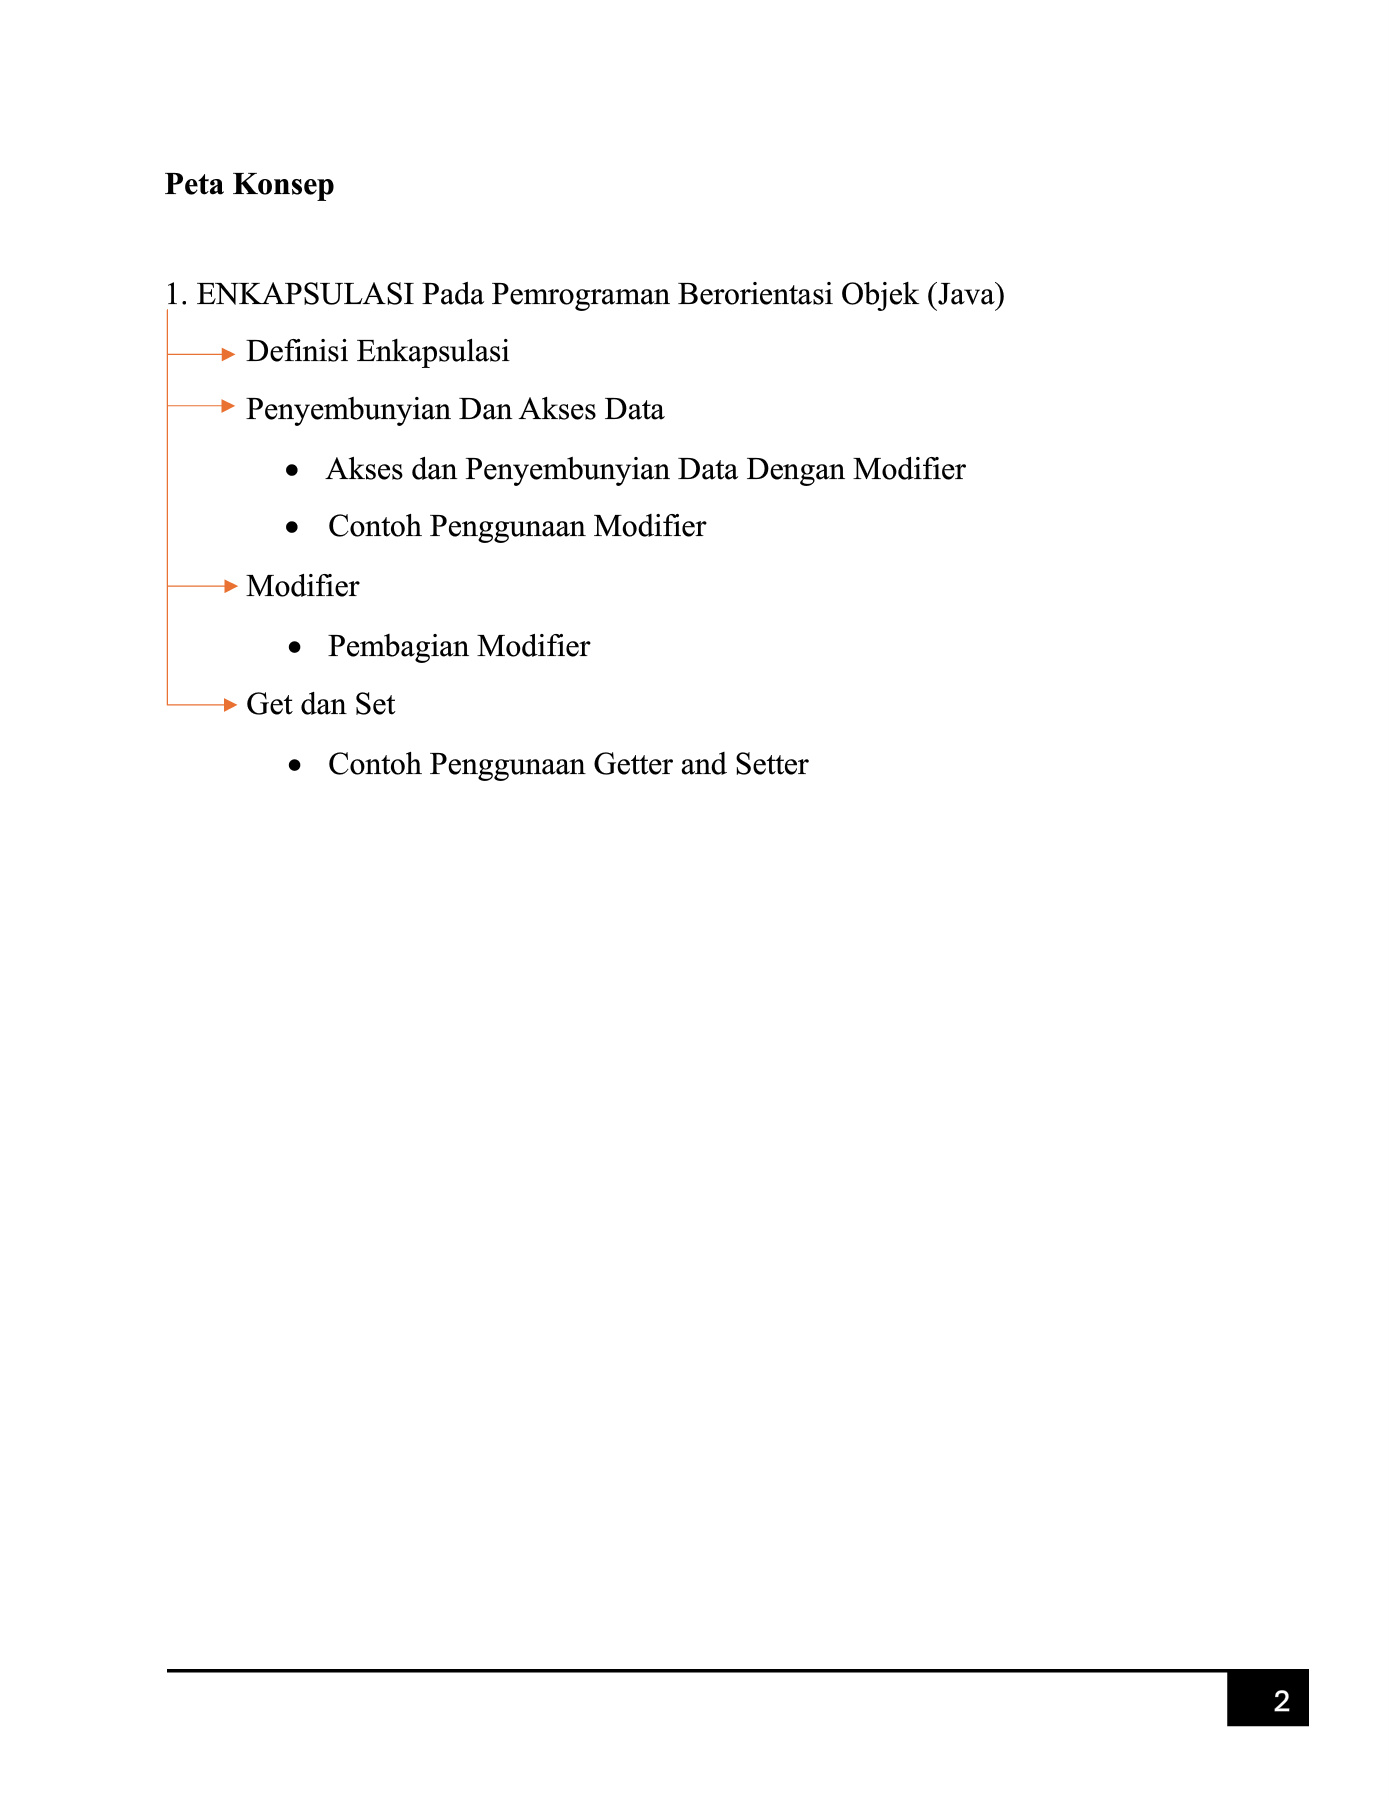 Peta Konsep
1. ENKAPSULASI Pada Pemrograman Berorientasi Objek (Java)
Definisi Enkapsulasi
Penyembunyian Dan Akses Data
• Akses dan Penyembunyian Data Dengan Modifier
• Contoh Penggunaan Modifier
Modifier
• Pembagian Modifier
Get dan Set
• Contoh Penggunaan Getter and Setter
2